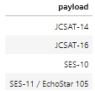 payload
JCSAT-14
JCSAT-16
SES-10
SES-11 / EchoStar 105